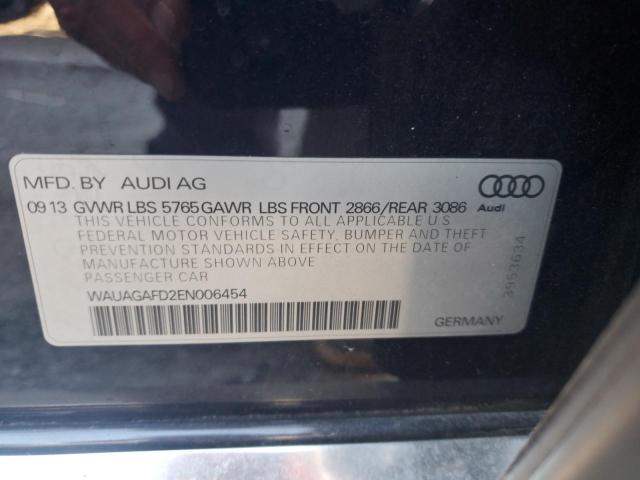 MFD. BY AUDI AG
09 13 GVWR LBS 5765 GAWR LBS FRONT 2866/REAR 3086
Audi
THIS VEHICLE CONFORMS TO ALL APPLICABLE U.S
FEDERAL MOTOR VEHICLE SAFETY, BUMPER AND THEFT
PREVENTION STANDARDS IN EFFECT ON THE DATE OF
MANUFACTURE SHOWN ABOVE
PASSENGER CAR
WAUAGAFD2EN006454
GERMANY
3953634